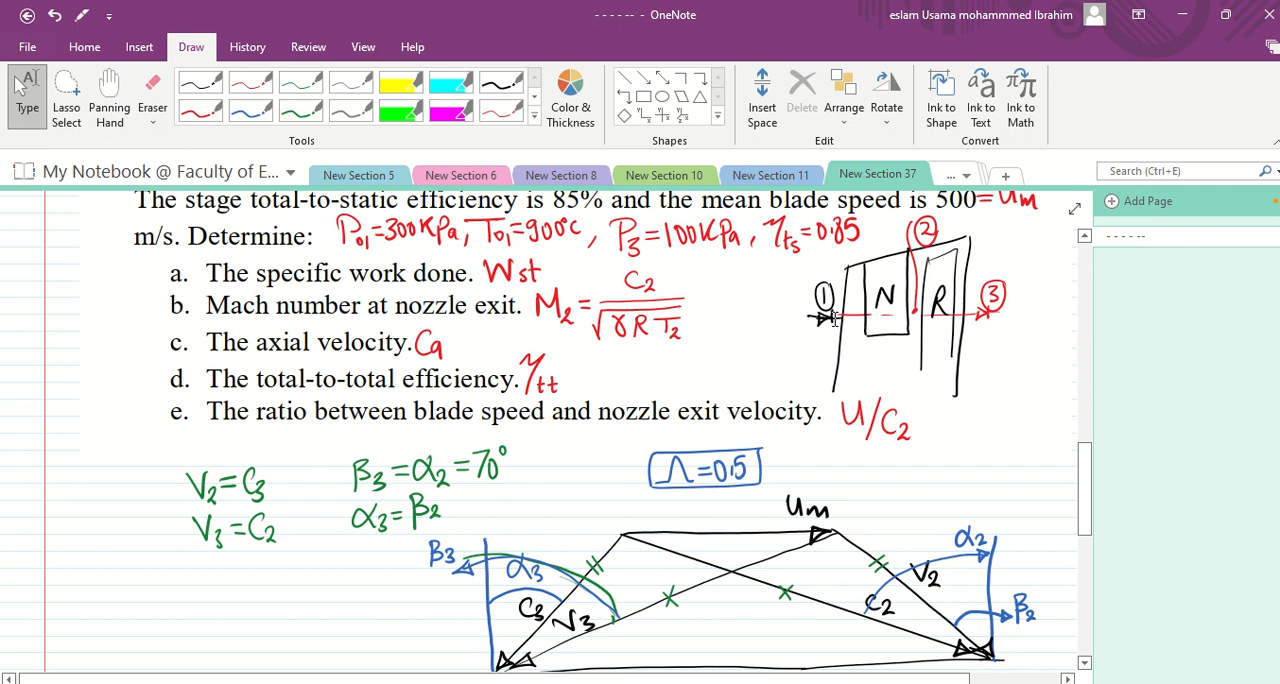 - - - - - - - OneNote
eslam Usama mohammmed Ibrahim
File Home Insert Draw History Review View Help
Type
Lasso Select
Panning Hand
Eraser
Color & Thickness
Insert Space
Delete
Arrange
Rotate
Ink to Shape
Ink to Text
Ink to Math
Tools Shapes Edit Convert
My Notebook @ Faculty of E...
New Section 5 New Section 6 New Section 8 New Section 10 New Section 11 New Section 37 ...
Search (Ctrl+E)
Add Page
- - - - - -
The stage total-to-static efficiency is 85% and the mean blade speed is 500 = Um
m/s. Determine: P01=300KPa, T01=900°C, P3=100KPa, ηts=0.85
a. The specific work done. Wst
b. Mach number at nozzle exit. M2 = C2 / √(γ R T2)
c. The axial velocity. Ca
d. The total-to-total efficiency. ηtt
e. The ratio between blade speed and nozzle exit velocity. U/C2
① N ② R ③
V2=C3 β3=α2=70° Λ=0.5
V3=C2 α3=β2
Um
β3 α3 C3 V3 C2 V2 α2 β2